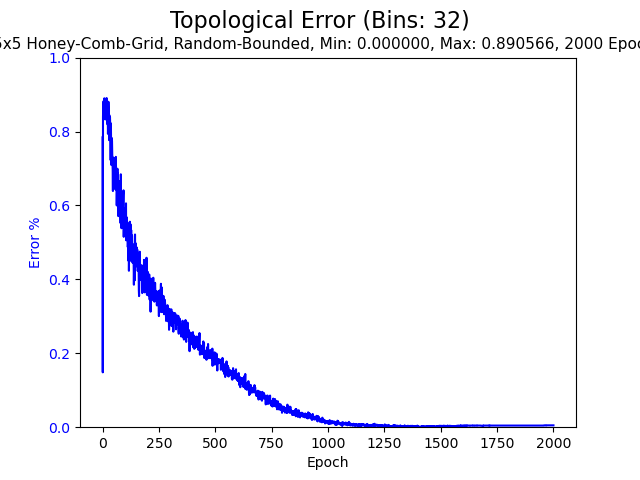 Topological Error (Bins: 32)
x5 Honey-Comb-Grid, Random-Bounded, Min: 0.000000, Max: 0.890566, 2000 Epoc
1.0
0.8
0.6
0.4
0.2
0.0
Error %
0 250 500 750 1000 1250 1500 1750 2000
Epoch